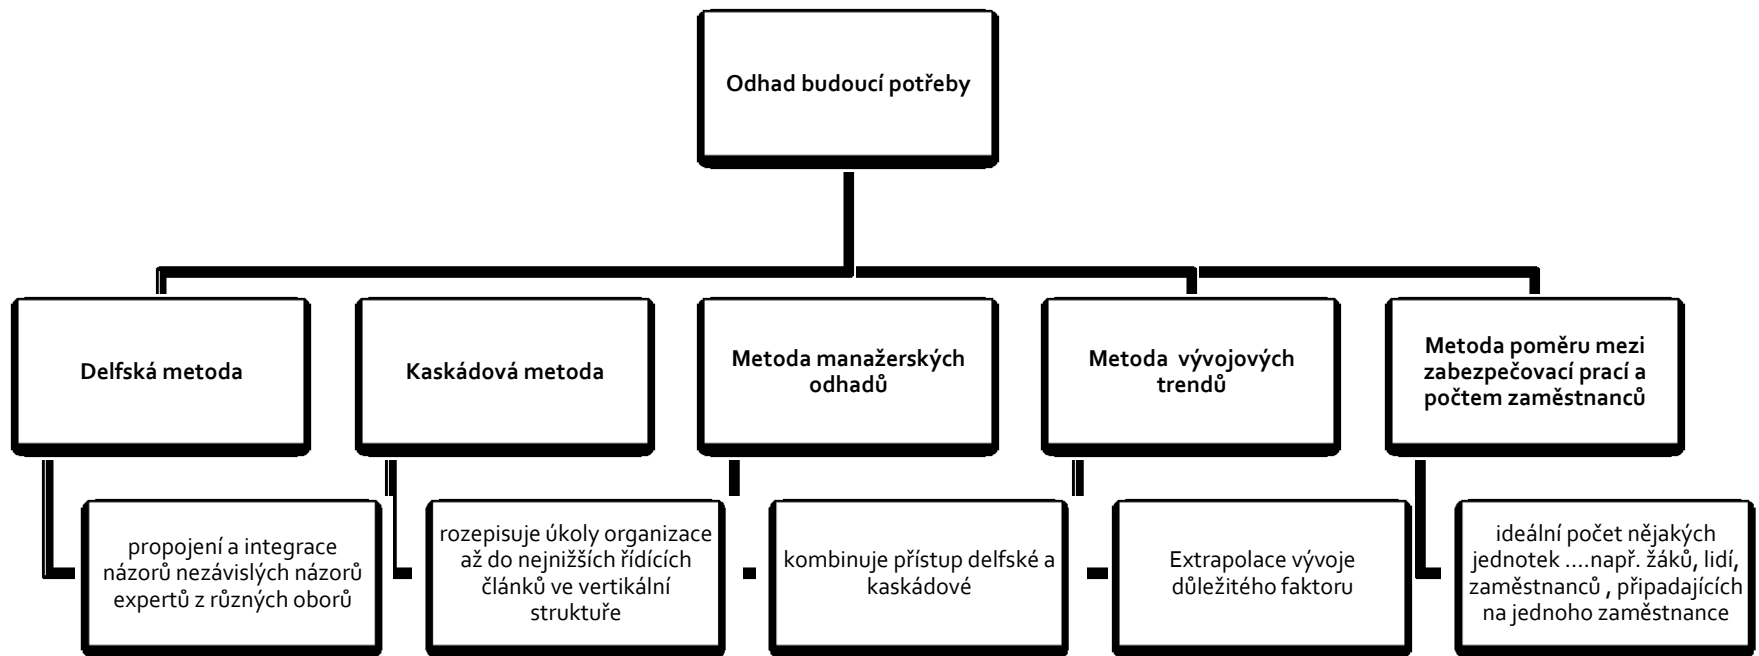 Odhad budoucí potřeby
Delfská metoda
Kaskádová metoda
Metoda manažerských
odhadů
Metoda vývojových
trendů
Metoda poměru mezi
zabezpečovací prací a
počtem zaměstnanců
propojení a integrace
názorů nezávislých názorů
expertů z různých oborů
rozepisuje úkoly organizace
až do nejnižších řídících
článků ve vertikální
struktuře
kombinuje přístup delfské a
kaskádové
Extrapolace vývoje
důležitého faktoru
ideální počet nějakých
jednotek ....např. žáků, lidí,
zaměstnanců , připadajících
na jednoho zaměstnance